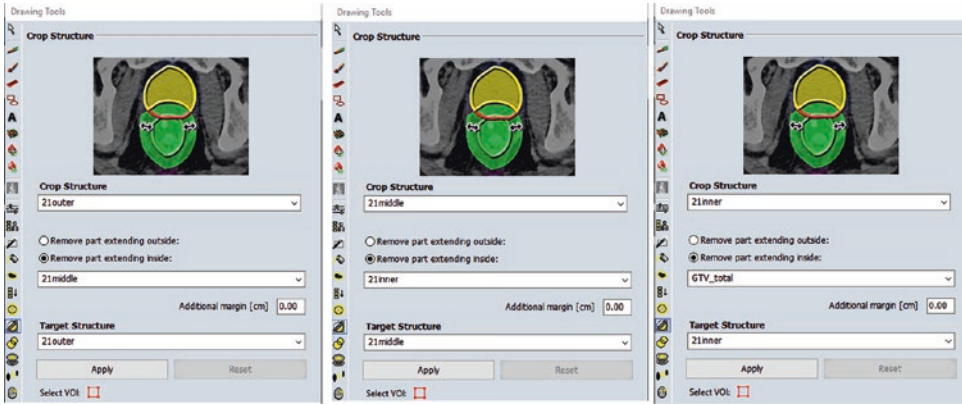 Drawing Tools
Crop Structure
Crop Structure
21outer
Remove part extending outside:
Remove part extending inside:
21middle
Additional margin [cm] 0.00
Target Structure
21outer
Apply Reset
Select VOI:
Drawing Tools
Crop Structure
Crop Structure
21middle
Remove part extending outside:
Remove part extending inside:
21inner
Additional margin [cm] 0.00
Target Structure
21middle
Apply Reset
Select VOI:
Drawing Tools
Crop Structure
Crop Structure
21inner
Remove part extending outside:
Remove part extending inside:
GTV_total
Additional margin [cm] 0.00
Target Structure
21inner
Apply Reset
Select VOI: